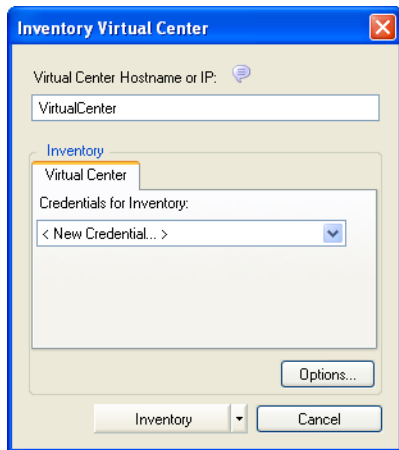 Inventory Virtual Center
Virtual Center Hostname or IP:
VirtualCenter
Inventory
Virtual Center
Credentials for Inventory:
< New Credential... >
Options...
Inventory
Cancel